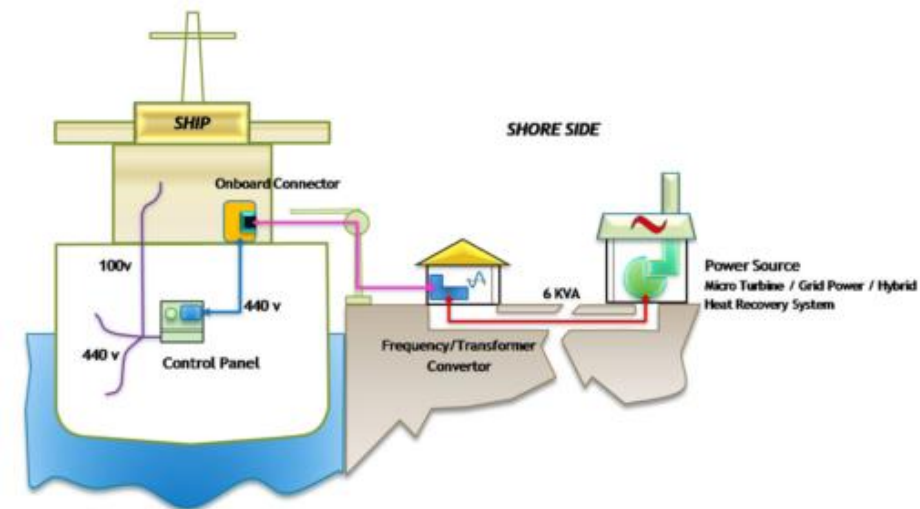 SHIP
SHORE SIDE
Onboard Connector
100v
440 v
440 v
Control Panel
6 KVA
Frequency/Transformer
Convertor
Power Source
Micro Turbine / Grid Power / Hybrid
Heat Recovery System